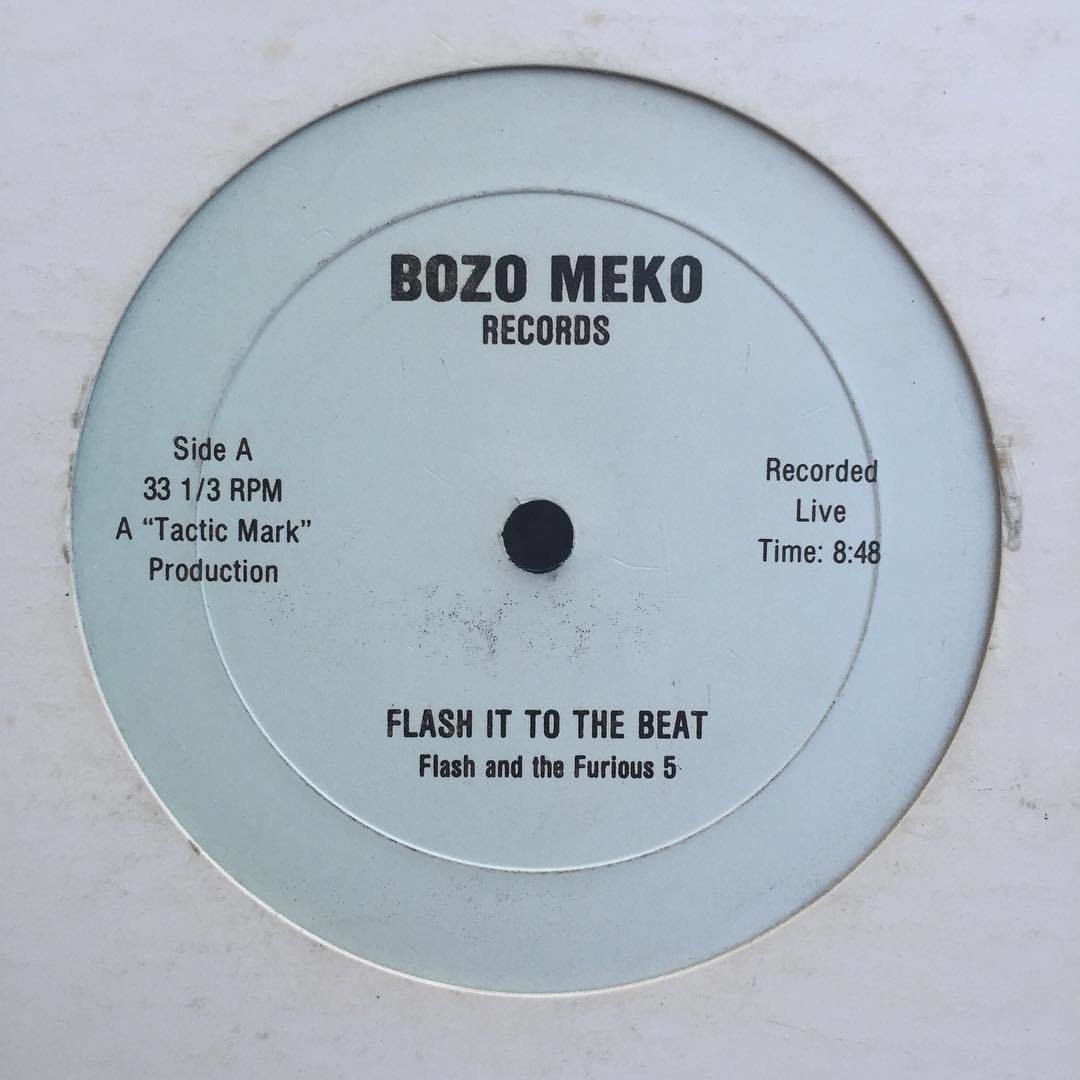 BOZO MEKO
RECORDS
Side A
33 1/3 RPM
A “Tactic Mark”
Production
Recorded
Live
Time: 8:48
FLASH IT TO THE BEAT
Flash and the Furious 5